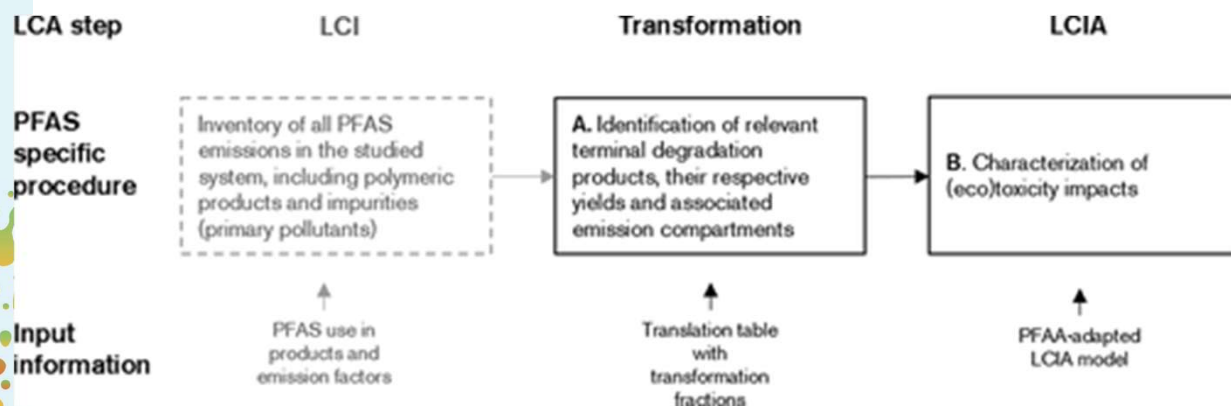 LCA step
LCI
Transformation
LCIA
PFAS
specific
procedure
Inventory of all PFAS
emissions in the studied
system, including polymeric
products and impurities
(primary pollutants)
A. Identification of relevant
terminal degradation
products, their respective
yields and associated
emission compartments
B. Characterization of
(eco)toxicity impacts
Input
information
PFAS use in
products and
emission factors
Translation table
with
transformation
fractions
PFAA-adapted
LCIA model